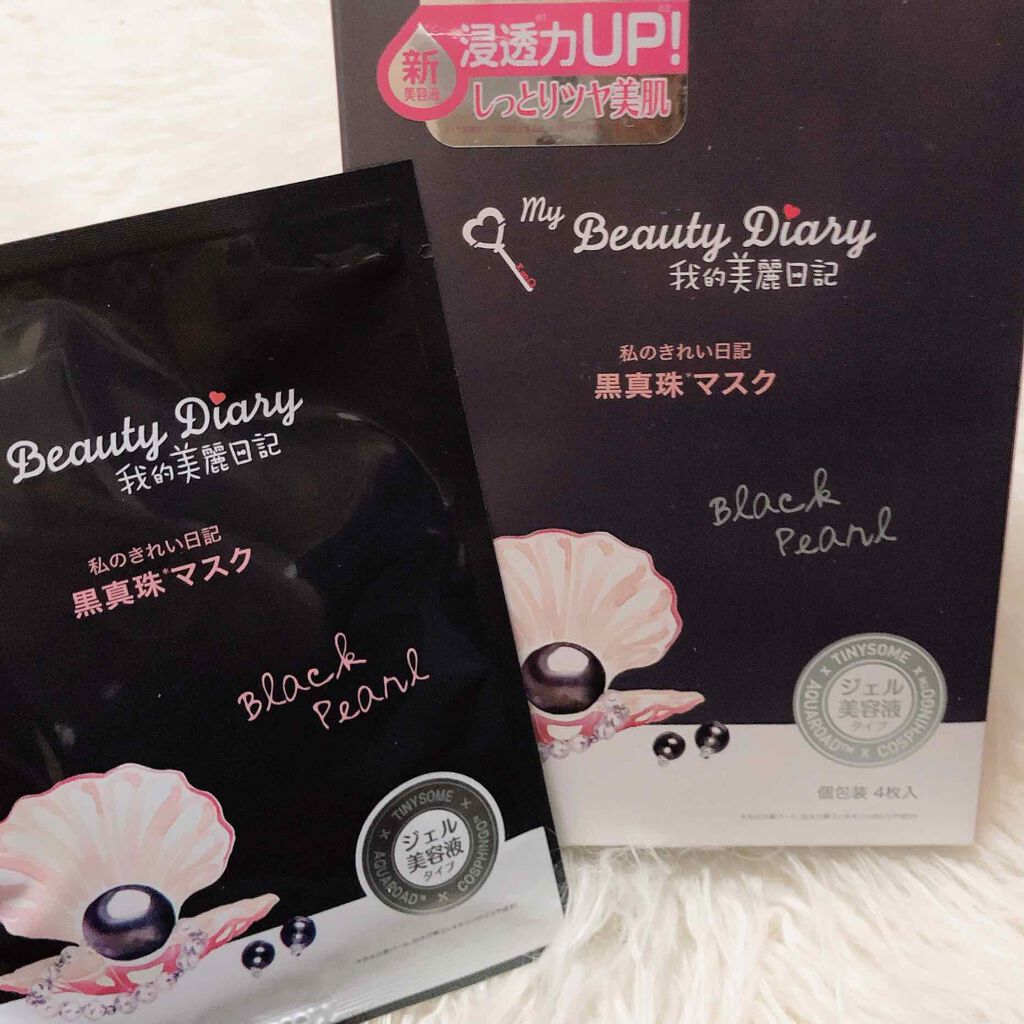 新
美容液
浸透力UP!
しっとりツヤ美肌
My
Beauty Diary
我的美麗日記
私のきれい日記
黒真珠*マスク
Black
Pearl
TINYSOME ×
ジェル
美容液
タイプ
AQUAROAD™ × COSPHINGO™
個包装 4枚入
Beauty Diary
我的美麗日記
私のきれい日記
黒真珠*マスク
Black
Pearl
× TINYSOME ×
ジェル
美容液
タイプ
AQUAROAD™ × COSPHINGO™